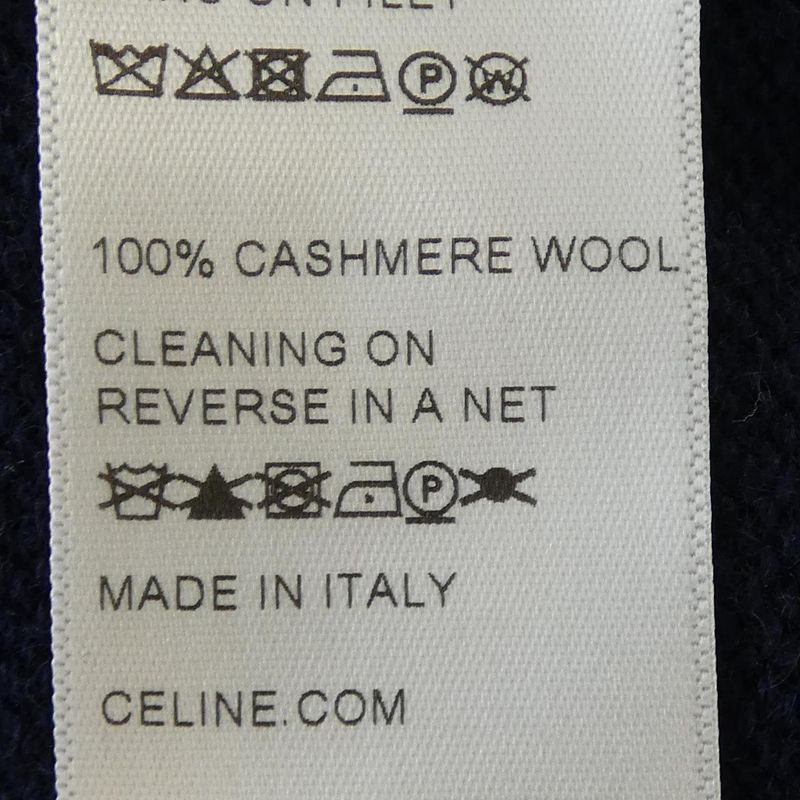 P
W
100% CASHMERE WOOL
CLEANING ON
REVERSE IN A NET
P
MADE IN ITALY
CELINE.COM